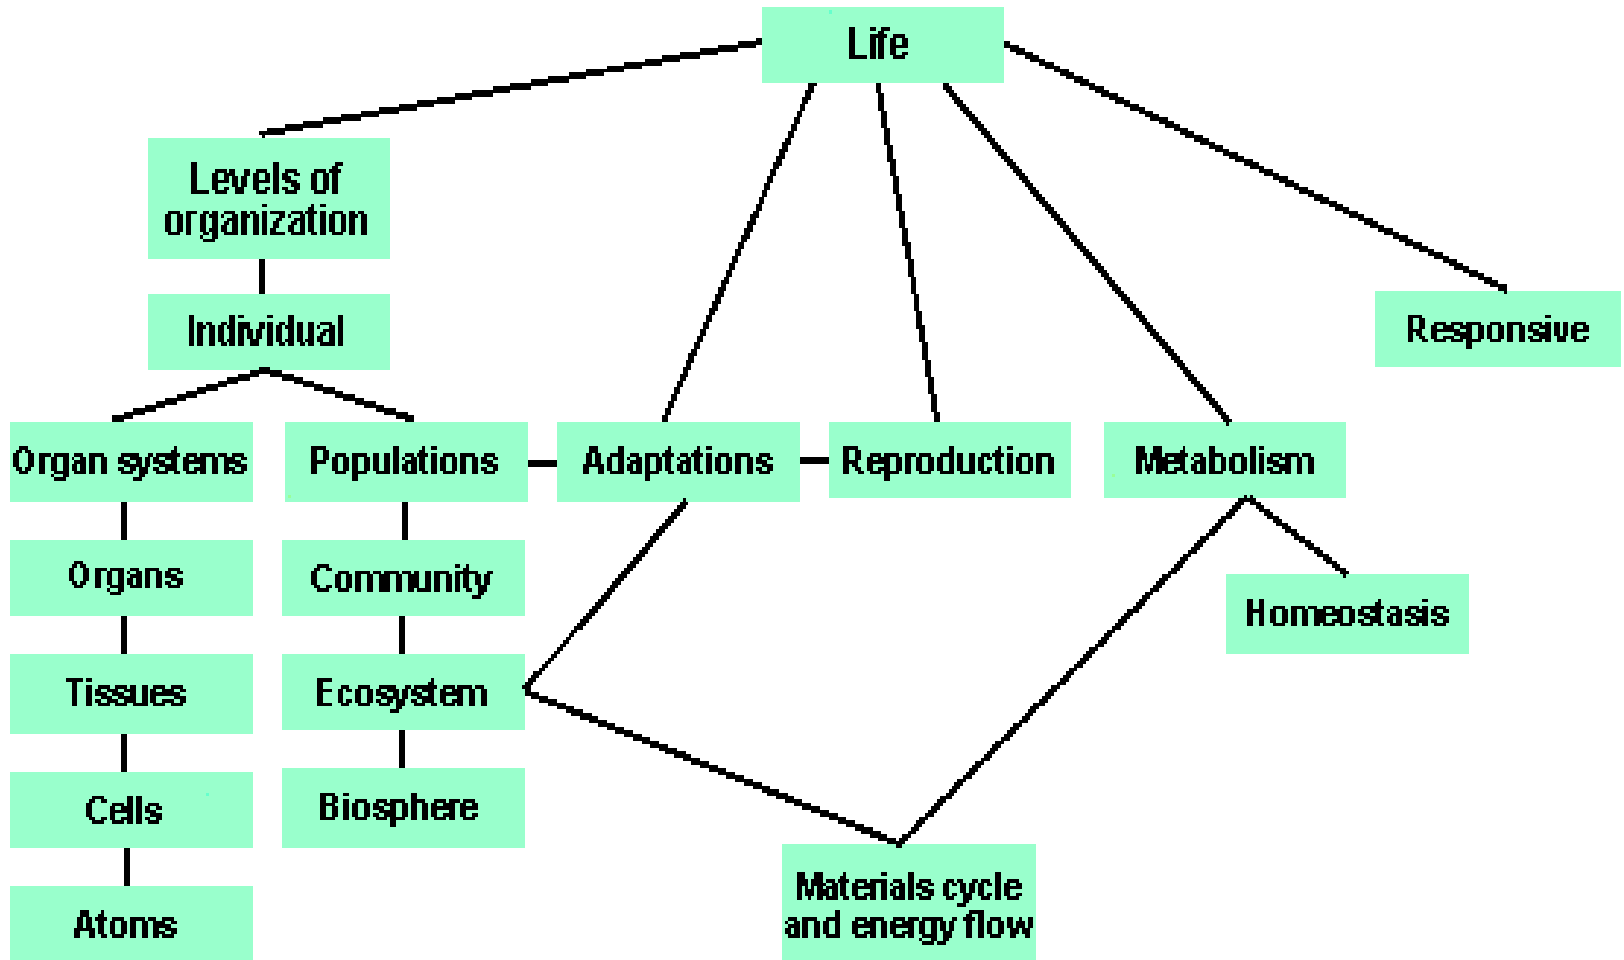 Life
Levels of
organization
Individual
Responsive
Organ systems
Populations
Adaptations
Reproduction
Metabolism
Organs
Community
Homeostasis
Tissues
Ecosystem
Cells
Biosphere
Materials cycle
and energy flow
Atoms